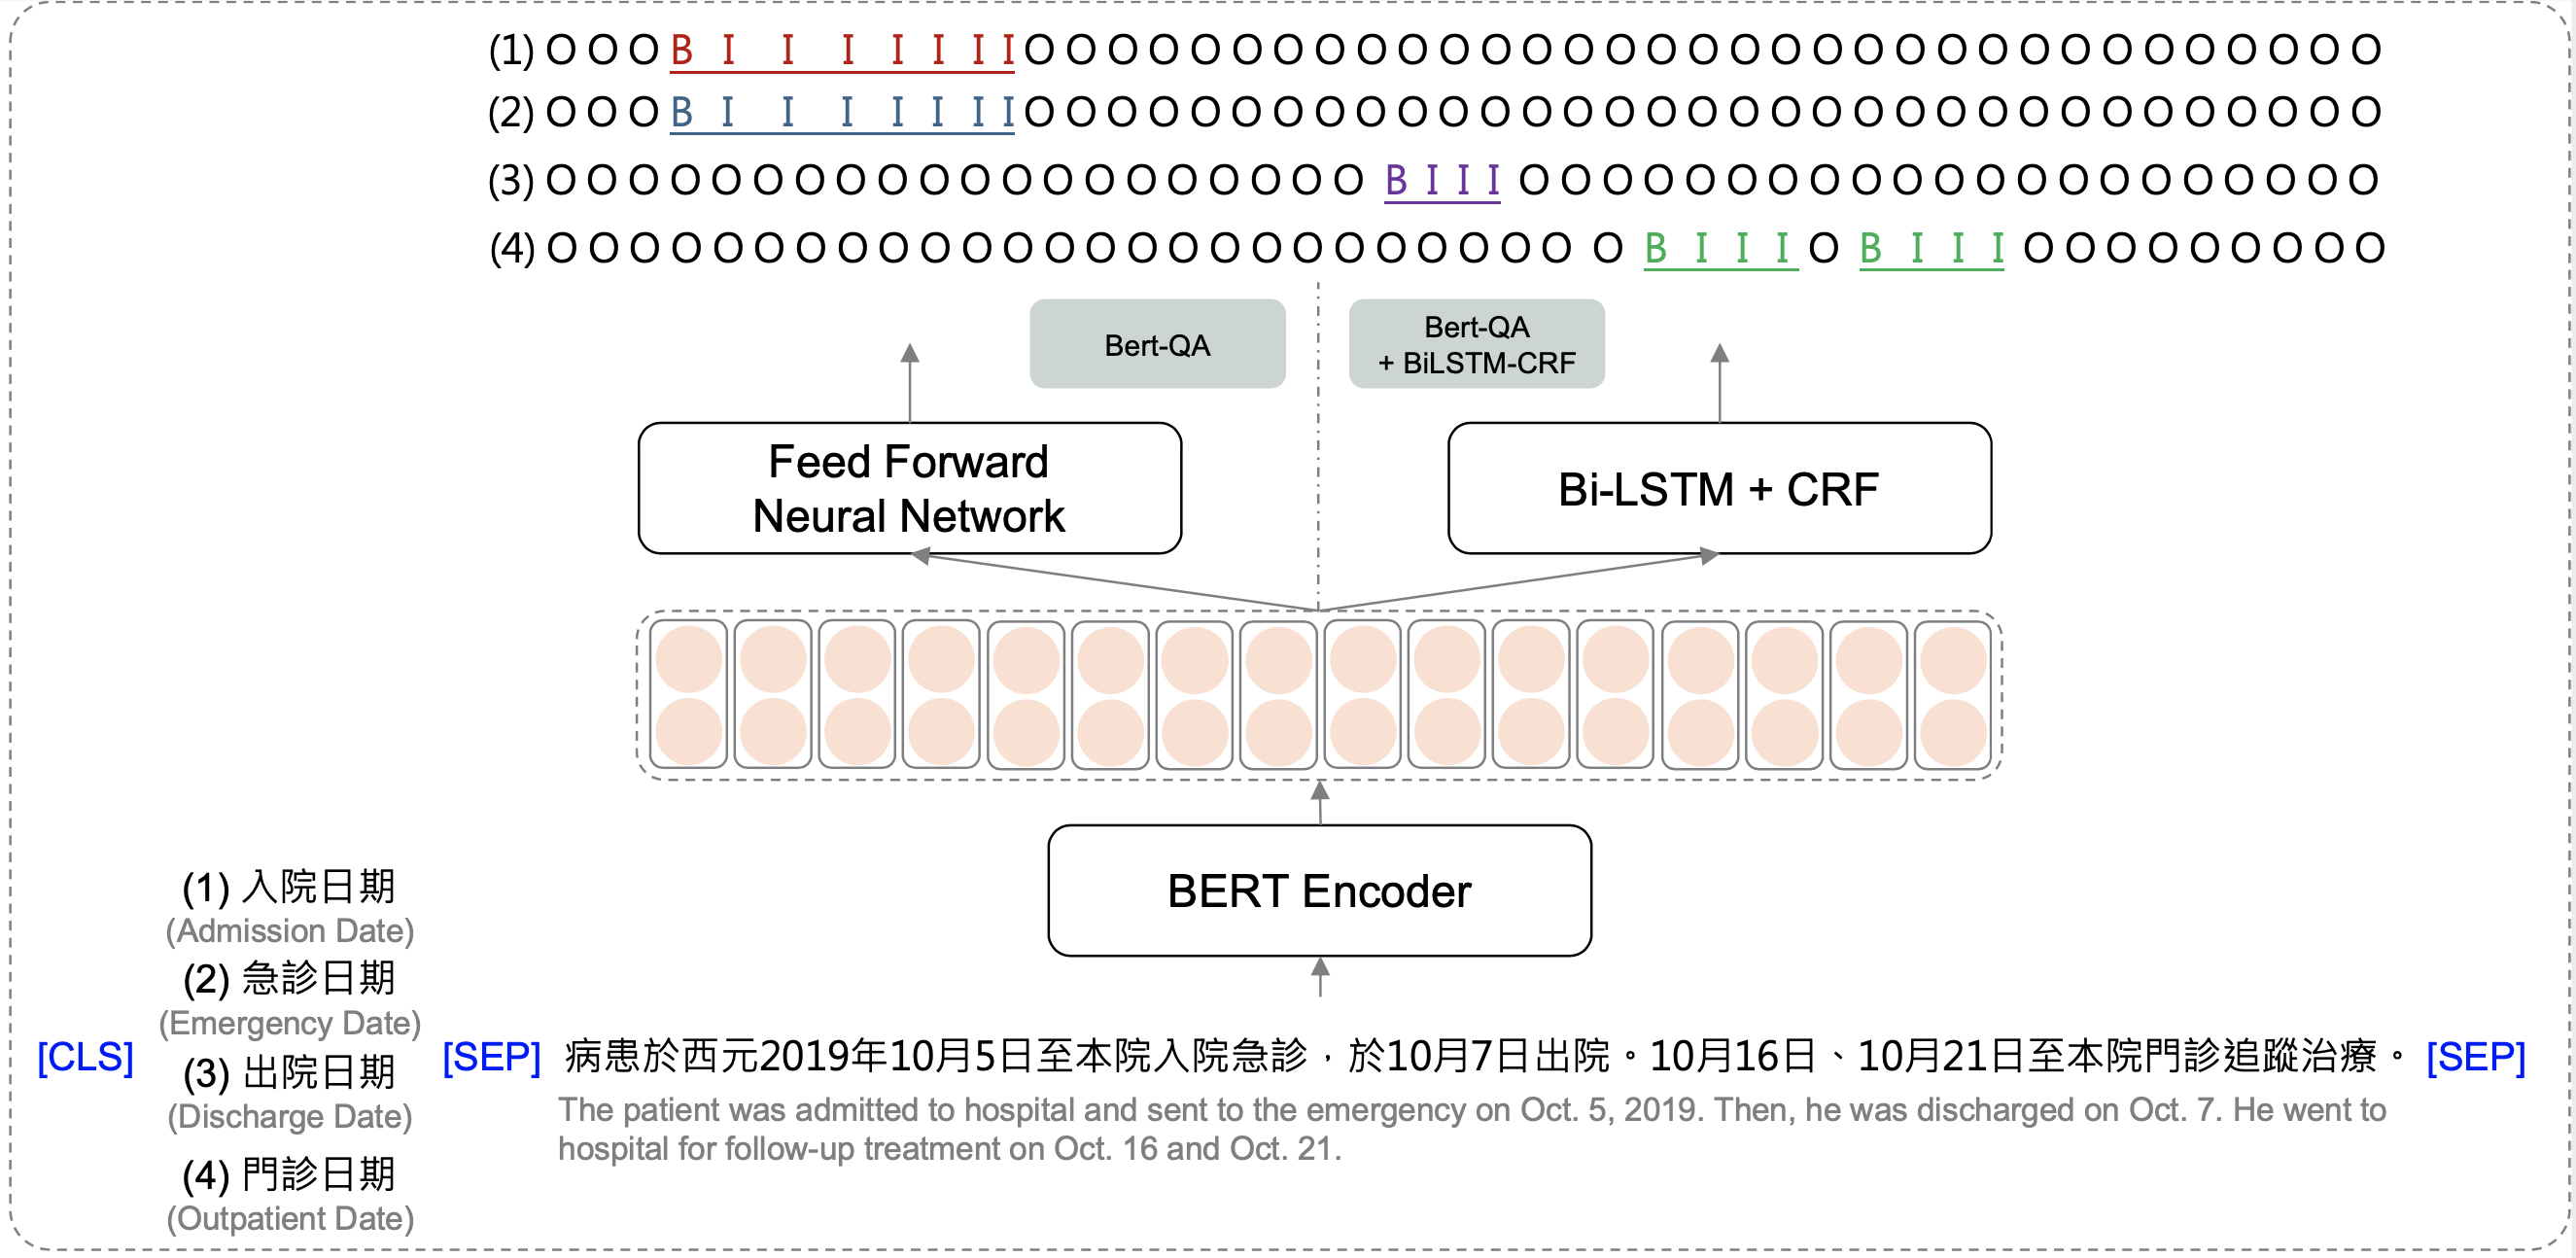 (1) O O O B I I I I I I I O O O O O O O O O O O O O O O O O O O O O O O O O O O O O O O O O
(2) O O O B I I I I I I I O O O O O O O O O O O O O O O O O O O O O O O O O O O O O O O O O
(3) O O O O O O O O O O O O O O O O O O O O B I I I O O O O O O O O O O O O O O O O O O O O O
(4) O O O O O O O O O O O O O O O O O O O O O O O O O O B I I I O B I I I O O O O O O O O O
Bert-QA
Bert-QA
+ BiLSTM-CRF
Feed Forward
Neural Network
Bi-LSTM + CRF
BERT Encoder
(1) 入院日期
(Admission Date)
(2) 急診日期
(Emergency Date)
(3) 出院日期
(Discharge Date)
(4) 門診日期
(Outpatient Date)
[CLS] [SEP] 病患於西元2019年10月5日至本院入院急診，於10月7日出院。10月16日、10月21日至本院門診追蹤治療。 [SEP]
The patient was admitted to hospital and sent to the emergency on Oct. 5, 2019. Then, he was discharged on Oct. 7. He went to
hospital for follow-up treatment on Oct. 16 and Oct. 21.